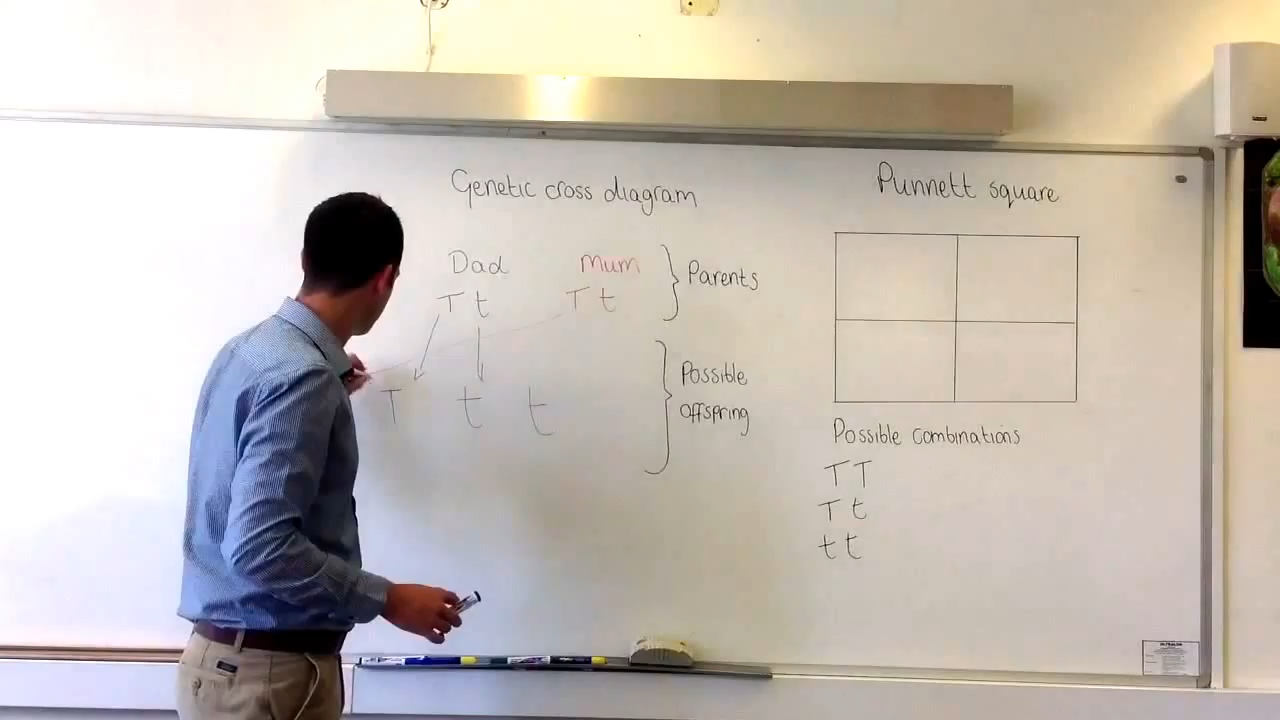 Genetic cross diagram
Dad mum
T t T t
Parents
T t t
Possible
offspring
Punnett square
Possible combinations
T T
T t
t t